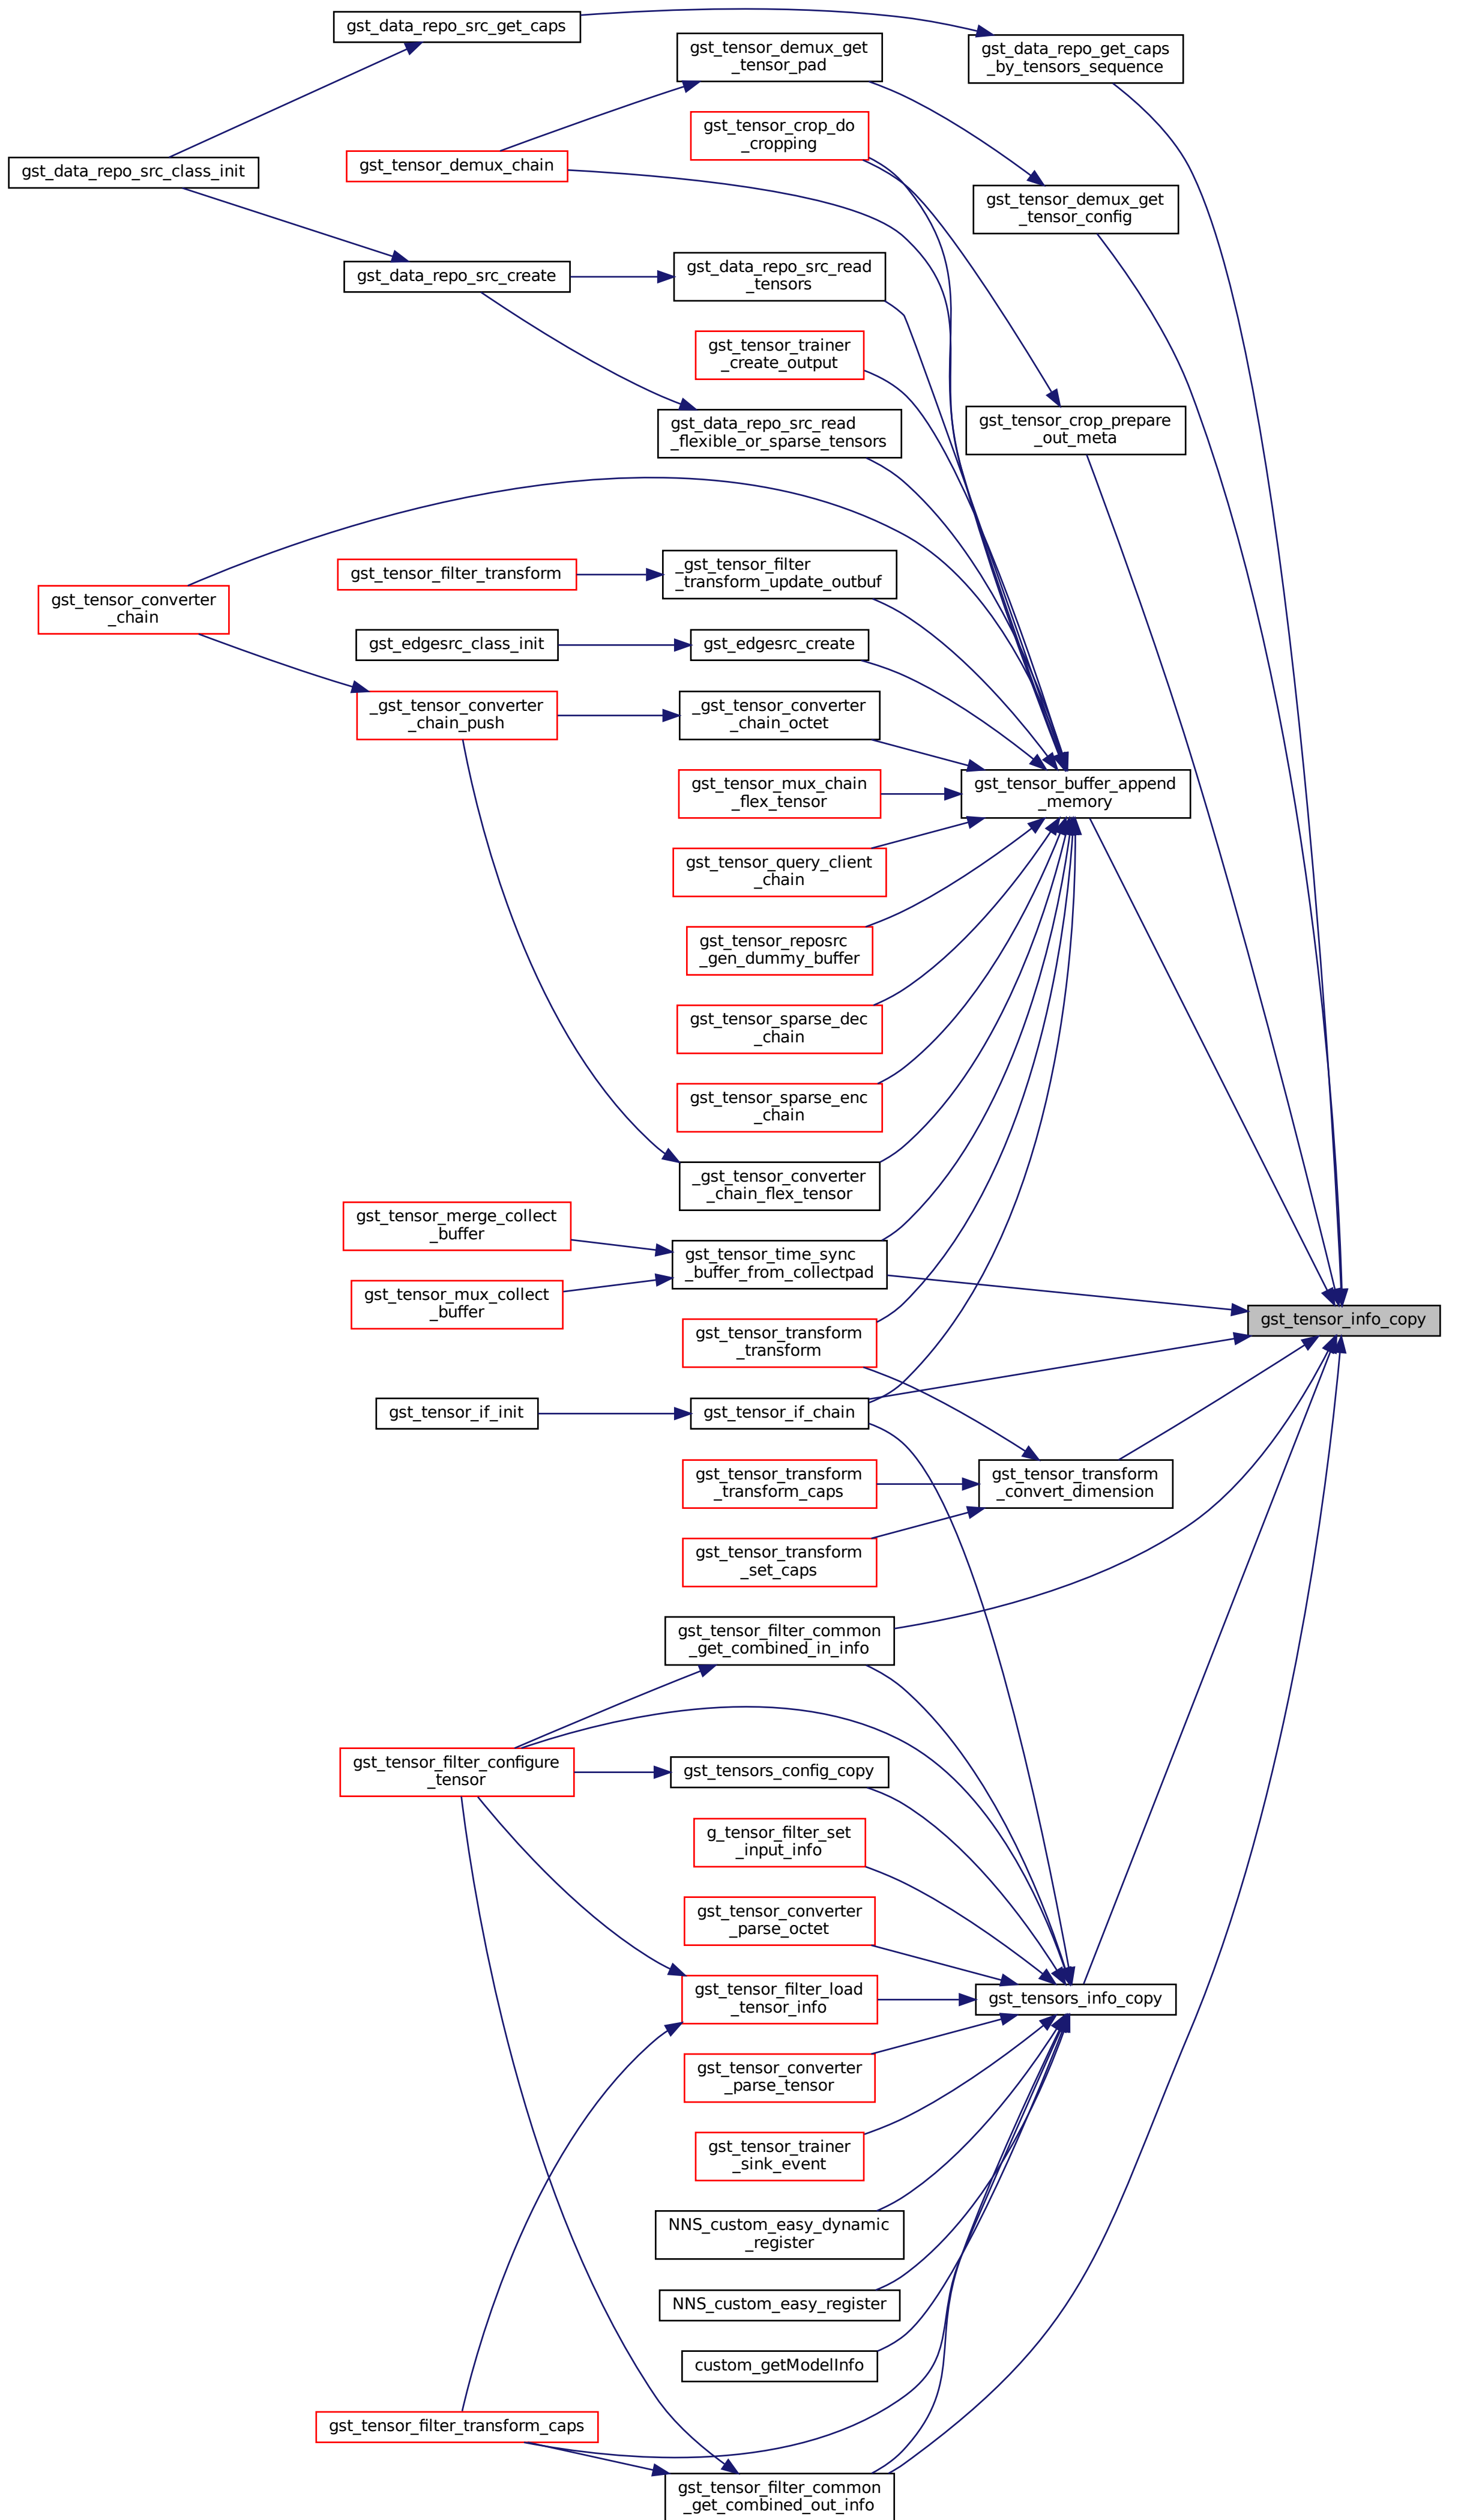 gst_data_repo_src_get_caps
gst_data_repo_get_caps
_by_tensors_sequence
gst_tensor_demux_get
_tensor_pad
gst_tensor_crop_do
_cropping
gst_tensor_demux_chain
gst_data_repo_src_class_init
gst_tensor_demux_get
_tensor_config
gst_data_repo_src_create
gst_data_repo_src_read
_tensors
gst_tensor_trainer
_create_output
gst_data_repo_src_read
_flexible_or_sparse_tensors
gst_tensor_crop_prepare
_out_meta
gst_tensor_filter_transform
_gst_tensor_filter
_transform_update_outbuf
gst_tensor_converter
_chain
gst_edgesrc_class_init
gst_edgesrc_create
_gst_tensor_converter
_chain_push
_gst_tensor_converter
_chain_octet
gst_tensor_mux_chain
_flex_tensor
gst_tensor_buffer_append
_memory
gst_tensor_query_client
_chain
gst_tensor_reposrc
_gen_dummy_buffer
gst_tensor_sparse_dec
_chain
gst_tensor_sparse_enc
_chain
_gst_tensor_converter
_chain_flex_tensor
gst_tensor_merge_collect
_buffer
gst_tensor_time_sync
_buffer_from_collectpad
gst_tensor_mux_collect
_buffer
gst_tensor_info_copy
gst_tensor_transform
_transform
gst_tensor_if_init
gst_tensor_if_chain
gst_tensor_transform
_transform_caps
gst_tensor_transform
_convert_dimension
gst_tensor_transform
_set_caps
gst_tensor_filter_common
_get_combined_in_info
gst_tensor_filter_configure
_tensor
gst_tensors_config_copy
g_tensor_filter_set
_input_info
gst_tensor_converter
_parse_octet
gst_tensor_filter_load
_tensor_info
gst_tensors_info_copy
gst_tensor_converter
_parse_tensor
gst_tensor_trainer
_sink_event
NNS_custom_easy_dynamic
_register
NNS_custom_easy_register
custom_getModelInfo
gst_tensor_filter_transform_caps
gst_tensor_filter_common
_get_combined_out_info